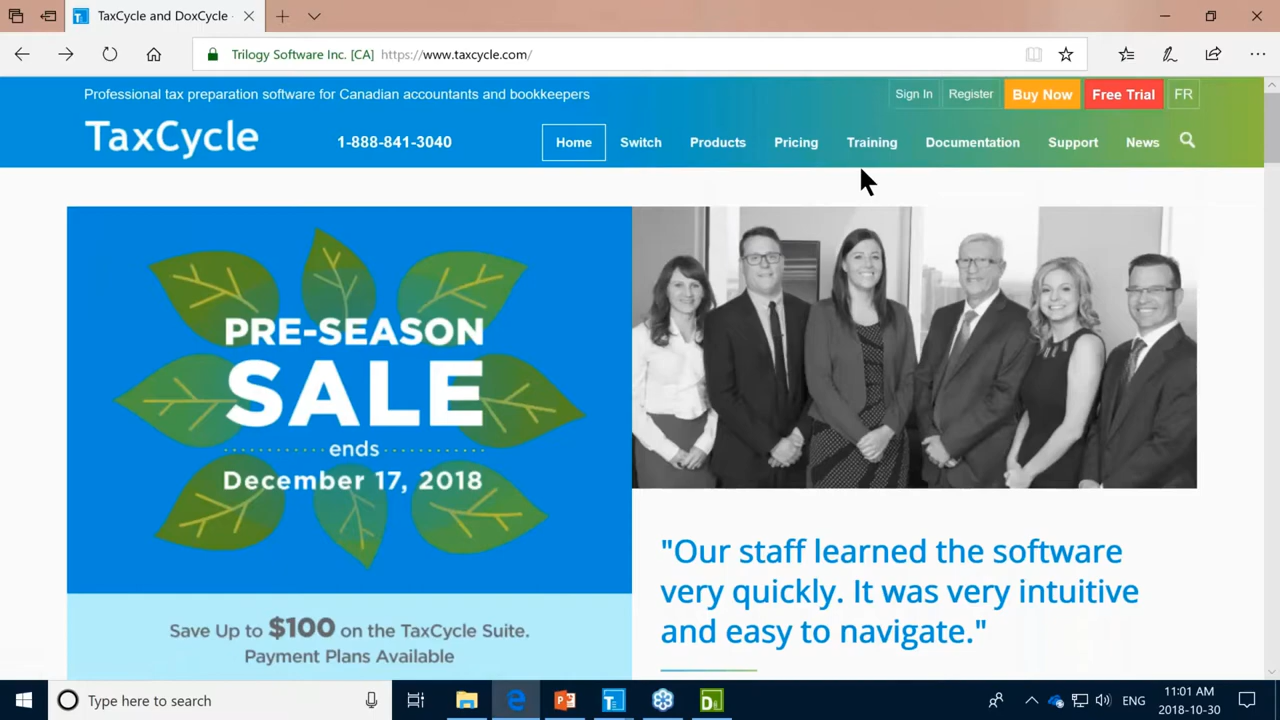 TaxCycle and DoxCycle
Trilogy Software Inc. [CA] https://www.taxcycle.com/
Professional tax preparation software for Canadian accountants and bookkeepers
Sign In Register Buy Now Free Trial FR
TaxCycle 1-888-841-3040 Home Switch Products Pricing Training Documentation Support News
PRE-SEASON
SALE
ends
December 17, 2018
Save Up to $100 on the TaxCycle Suite.
Payment Plans Available
"Our staff learned the software
very quickly. It was very intuitive
and easy to navigate."
Type here to search
ENG
11:01 AM
2018-10-30